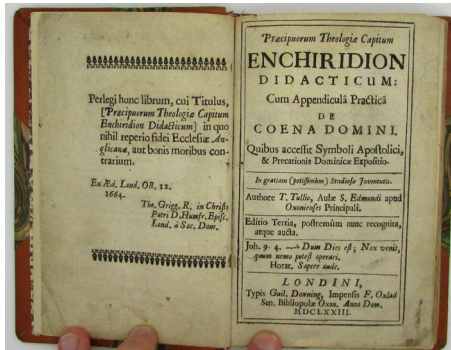 Perlegi hunc librum, cui Titulus,
[Præcipuorum Theologiæ Capitum
Enchiridion Didacticum] in quo
nihil reperio fidei Ecclesiæ An-
glicanæ, aut bonis moribus con-
trarium.
Ex Æd. Lond. Oct. 12.
1664.
Tho. Grigg. R. in Christo
Patri D. Humfr. Episc.
Lond. à Sac. Dom.
Præcipuorum Theologiæ Capitum
ENCHIRIDION
DIDACTICUM:
Cum Appendiculâ Practicâ
DE
COENA DOMINI.
Quibus accessit Symboli Apostolici,
& Precationis Dominicæ Expositio.
In gratiam (potissimùm) Studiosæ Juventutis.
Authore T. Tullio, Aulæ S. Edmundi apud
Oxonienses Principali.
Editio Tertia, postremùm nunc recognita,
atque aucta.
Joh. 9. 4. ---> Dum Dies est; Nox venit,
quum nemo potest operari.
Horat. Sapere aude.
LONDINI,
Typis Guil. Downing, Impensis F. Oxlad
Sen. Bibliopolæ Oxon. Anno Dom.
MDCLXXIII.